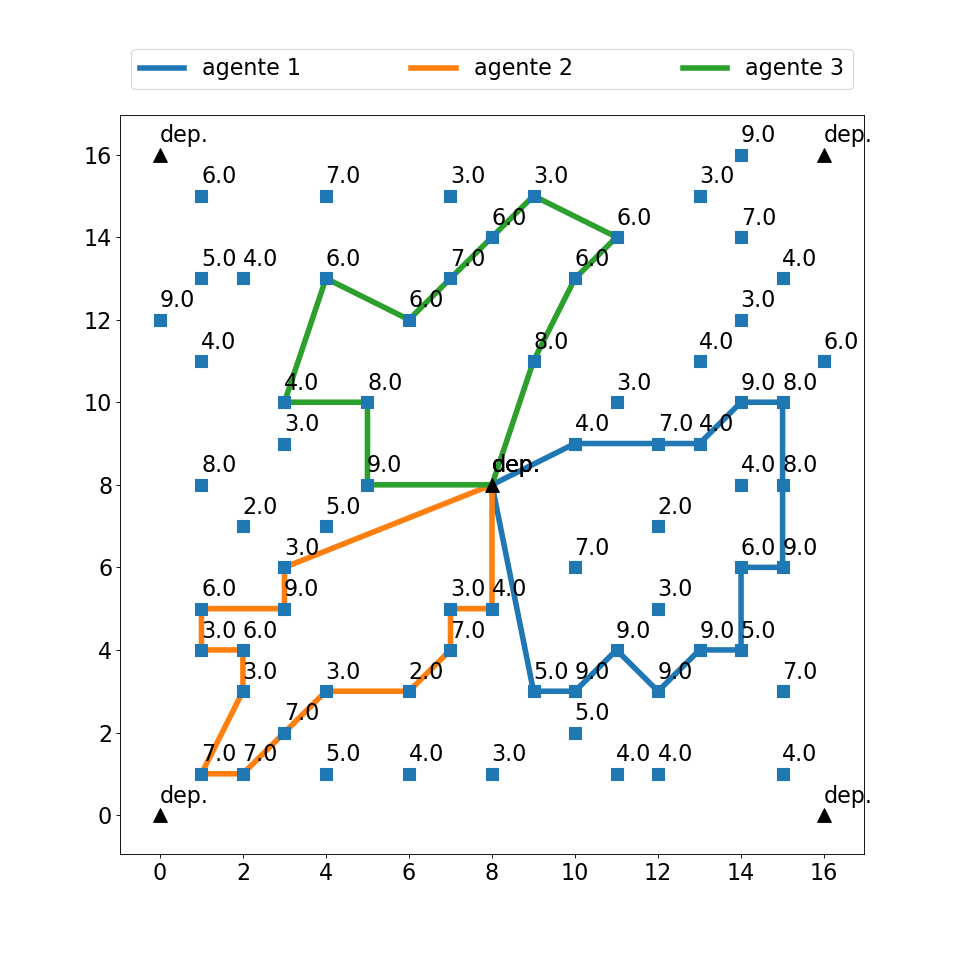 agente 1 agente 2 agente 3
dep. 9.0 dep.
16
6.0 7.0 3.0 3.0 3.0
6.0 6.0 7.0
14
5.0 4.0 6.0 7.0 6.0 4.0
9.0 6.0 3.0
12
4.0 8.0 4.0 6.0
4.0 8.0 3.0 9.0 8.0
10
3.0 4.0 7.0 4.0
8.0 9.0 dep. dep. 4.0 8.0
8
2.0 5.0 2.0
3.0 7.0 6.0 9.0
6
6.0 9.0 3.0 4.0 3.0
3.0 6.0 7.0 9.0 9.0 5.0
4
3.0 3.0 2.0 5.0 9.0 9.0 7.0
7.0 5.0
2
7.0 7.0 5.0 4.0 3.0 4.0 4.0 4.0
dep. dep.
0
0 2 4 6 8 10 12 14 16